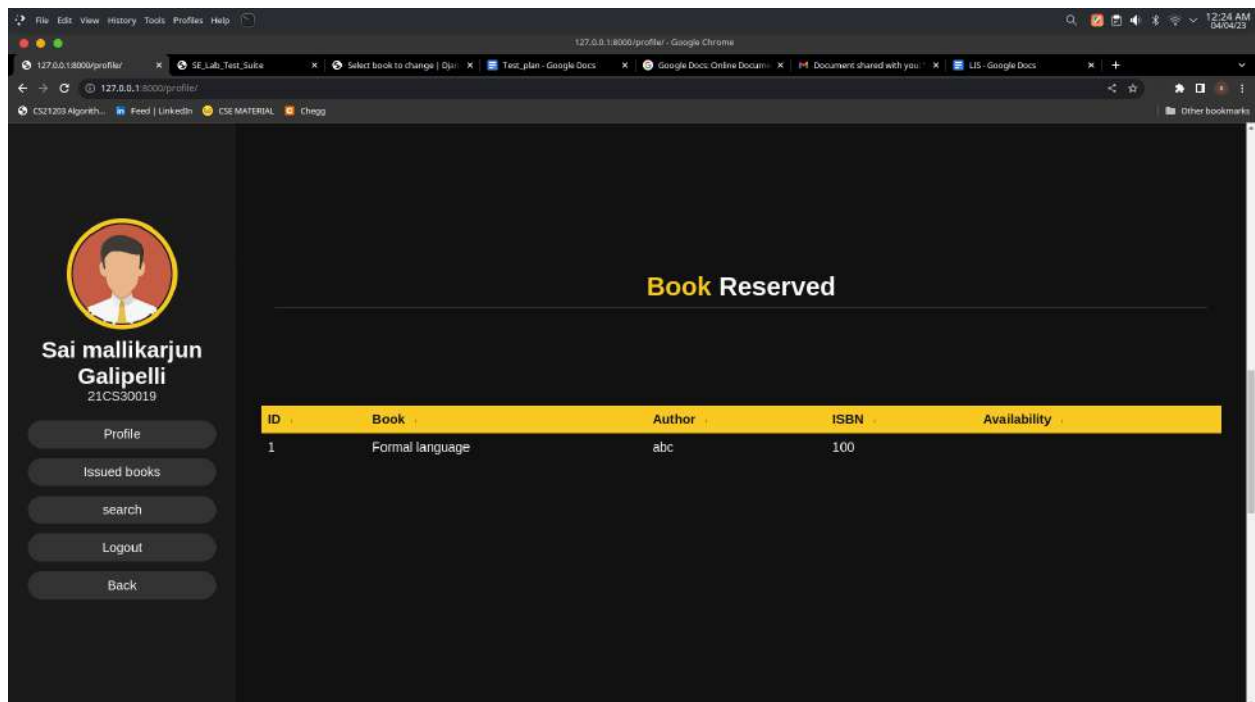 File Edit View History Tools Profiles Help
12:24 AM
04/04/23
127.0.0.1:8000/profile/ - Google Chrome
127.0.0.1:8000/profile/ SE_Lab_Test_Suite Select book to change | Djan Test_plan - Google Docs Google Docs: Online Docum Document shared with you: LIS - Google Docs
127.0.0.1:8000/profile/
CS21203 Algorith... Feed | LinkedIn CSE MATERIAL Chegg Other bookmarks
Book Reserved
Sai mallikarjun
Galipelli
21CS30019
Profile
Issued books
search
Logout
Back
ID Book Author ISBN Availability
1 Formal language abc 100